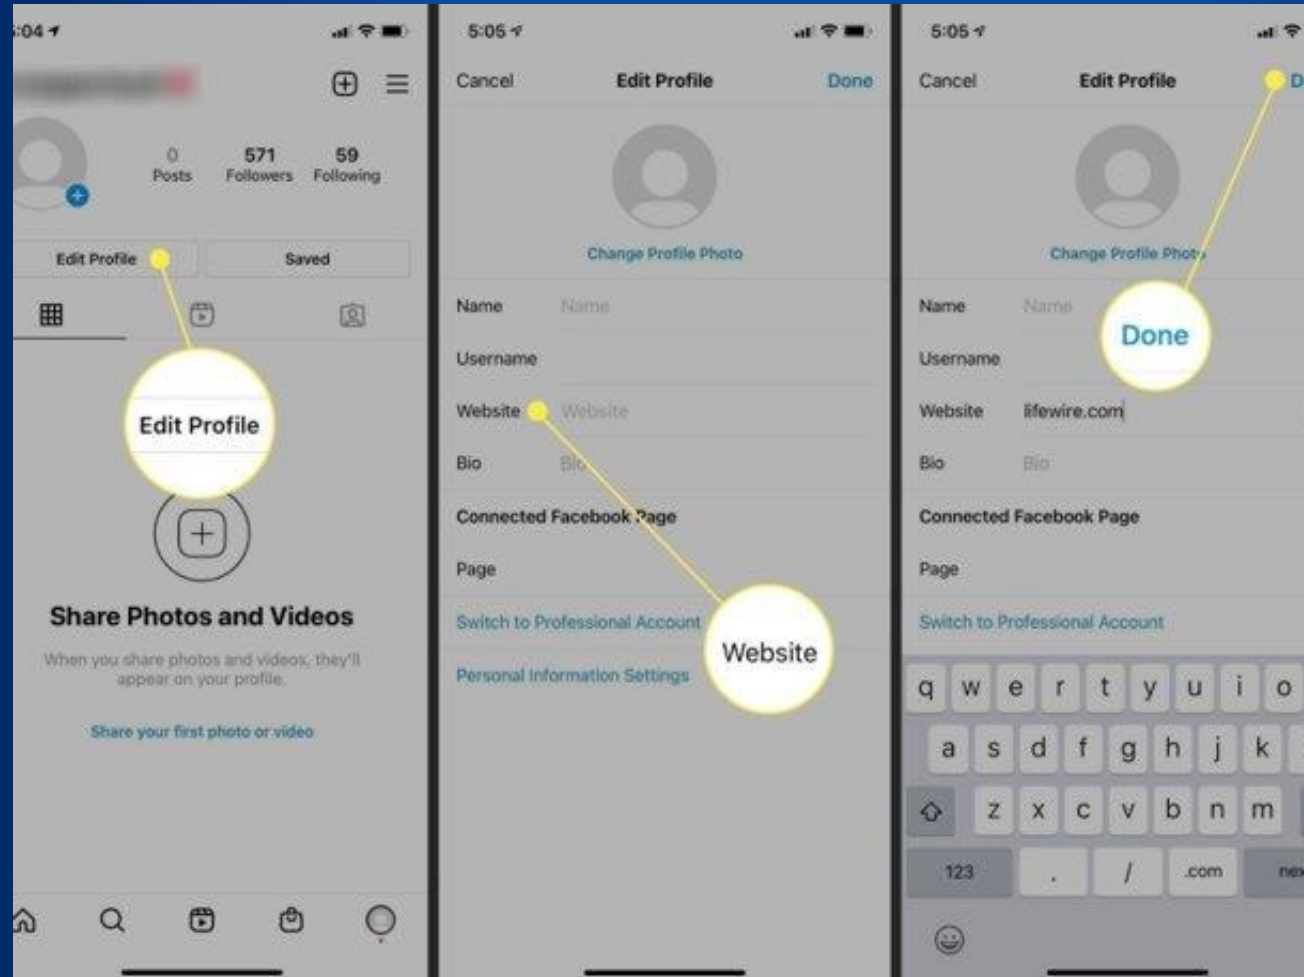 :04
0 571 59
Posts Followers Following
Edit Profile Saved
Edit Profile
Share Photos and Videos
When you share photos and videos, they'll
appear on your profile.
Share your first photo or video
5:05
Cancel Edit Profile Done
Change Profile Photo
Name Name
Username
Website Website
Bio Bio
Connected Facebook Page
Page
Switch to Professional Account
Website
Personal Information Settings
5:05
Cancel Edit Profile D
Change Profile Photo
Name Name
Done
Username
Website lifewire.com
Bio Bio
Connected Facebook Page
Page
Switch to Professional Account
q w e r t y u i o
a s d f g h j k
z x c v b n m
123 . / .com nex